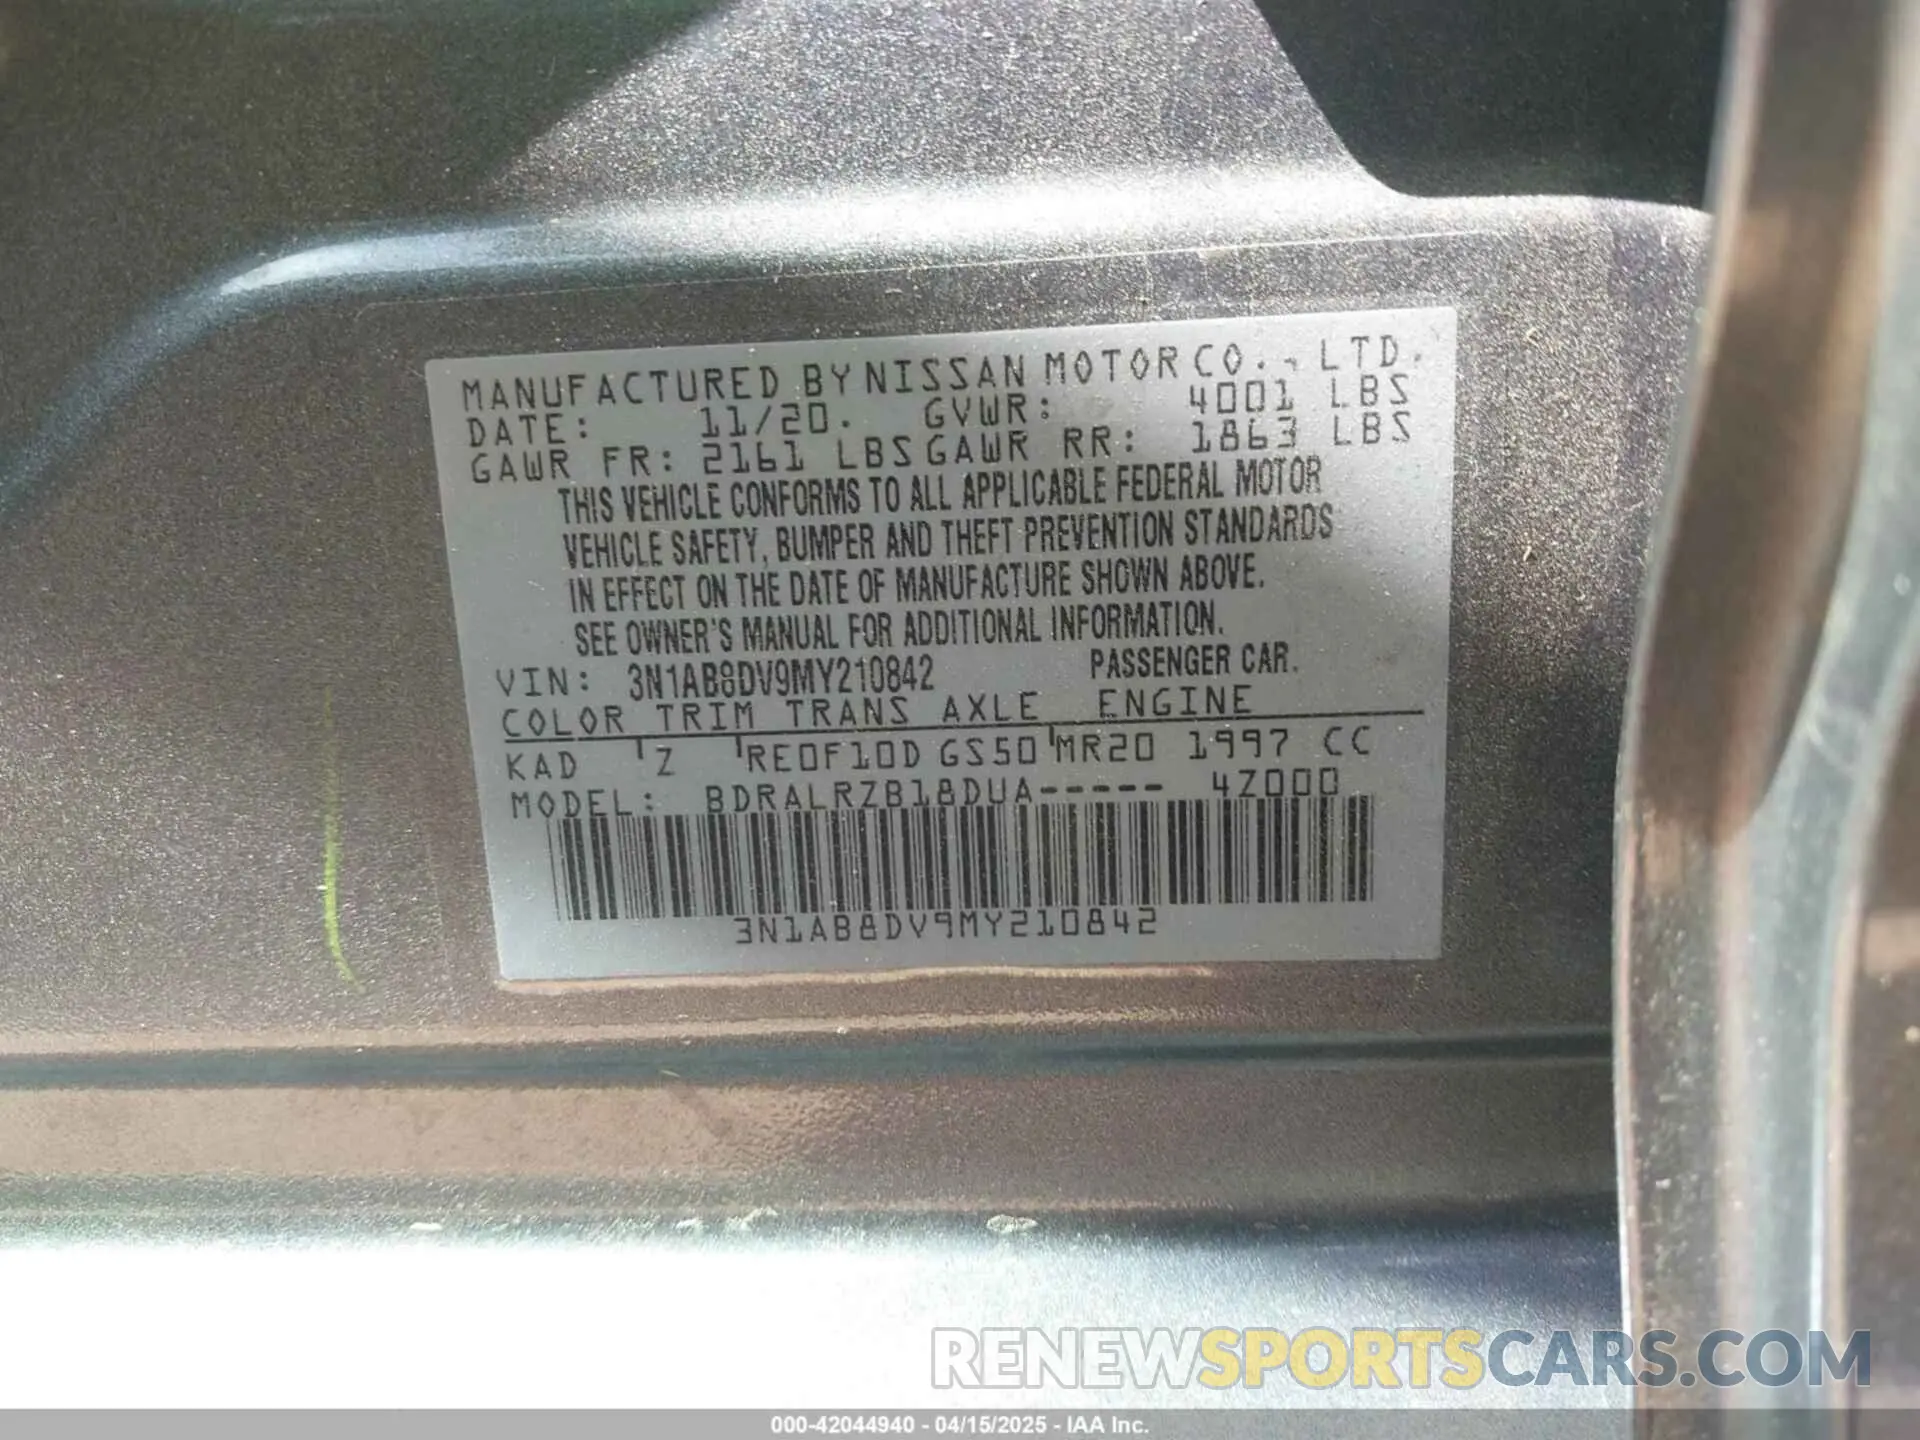 MANUFACTURED BY NISSAN MOTOR CO., LTD.
DATE: 11/20. GVWR: 4001 LBS
GAWR FR: 2161 LBS GAWR RR: 1863 LBS
THIS VEHICLE CONFORMS TO ALL APPLICABLE FEDERAL MOTOR
VEHICLE SAFETY, BUMPER AND THEFT PREVENTION STANDARDS
IN EFFECT ON THE DATE OF MANUFACTURE SHOWN ABOVE.
SEE OWNER'S MANUAL FOR ADDITIONAL INFORMATION.
VIN: 3N1AB8DV9MY210842 PASSENGER CAR.
COLOR TRIM TRANS AXLE ENGINE
KAD Z RE0F10D GS50 MR20 1997 CC
MODEL: BDRALRZB18DUA----- 4Z000
3N1AB8DV9MY210842
RENEWSPORTSCARS.COM
000-42044940 - 04/15/2025 - IAA Inc.